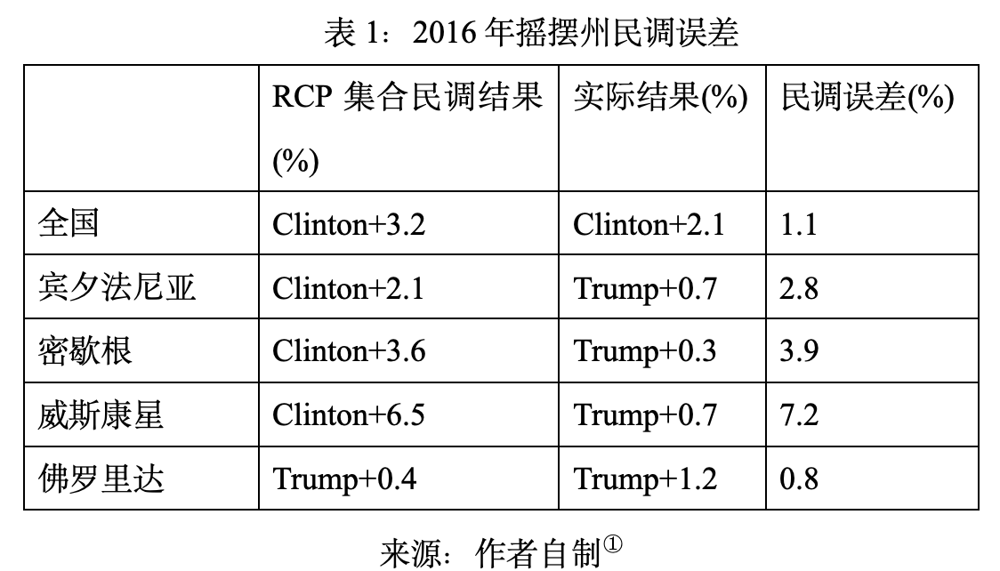 表 1：2016 年摇摆州民调误差
RCP 集合民调结果 实际结果(%) 民调误差(%)
(%)
全国 Clinton+3.2 Clinton+2.1 1.1
宾夕法尼亚 Clinton+2.1 Trump+0.7 2.8
密歇根 Clinton+3.6 Trump+0.3 3.9
威斯康星 Clinton+6.5 Trump+0.7 7.2
佛罗里达 Trump+0.4 Trump+1.2 0.8
来源：作者自制①